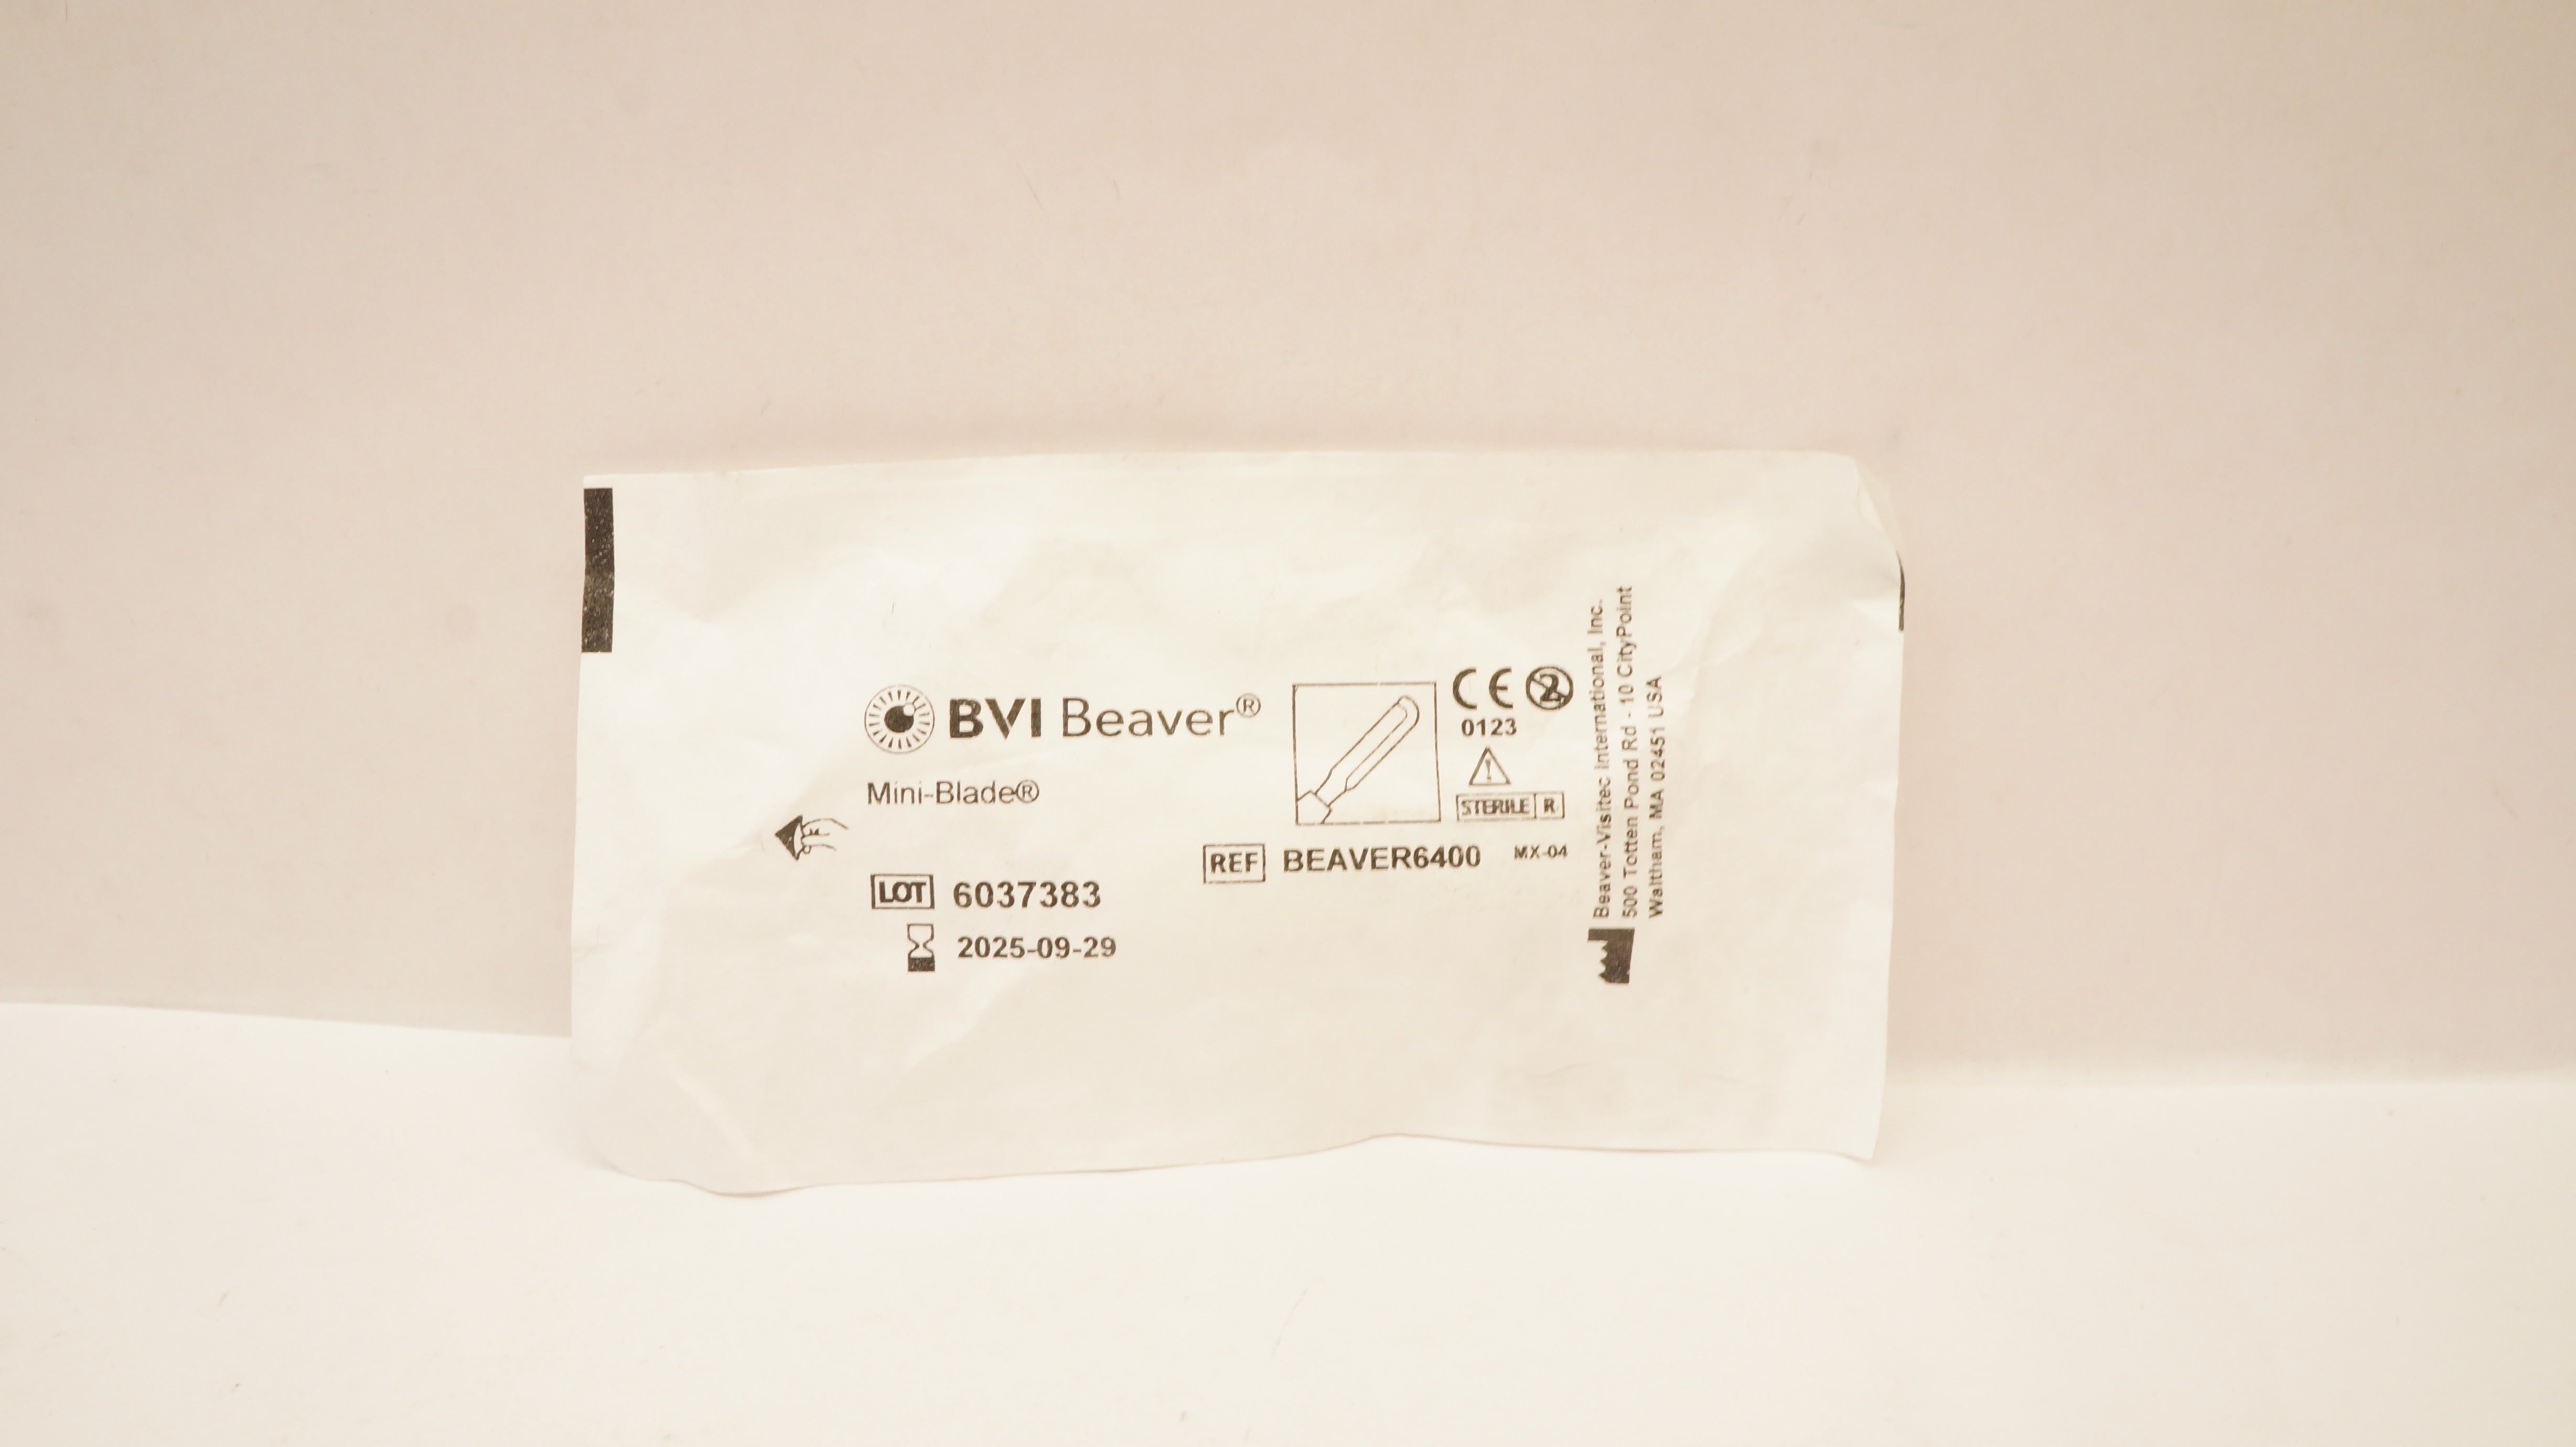 BVI Beaver®
Mini-Blade®
LOT 6037383
2025-09-29
CE 2
0123
STERILE R
REF BEAVER6400 MX-04
Beaver-Visitec International, Inc.
500 Totten Pond Rd - 10 CityPoint
Waltham, MA 02451 USA